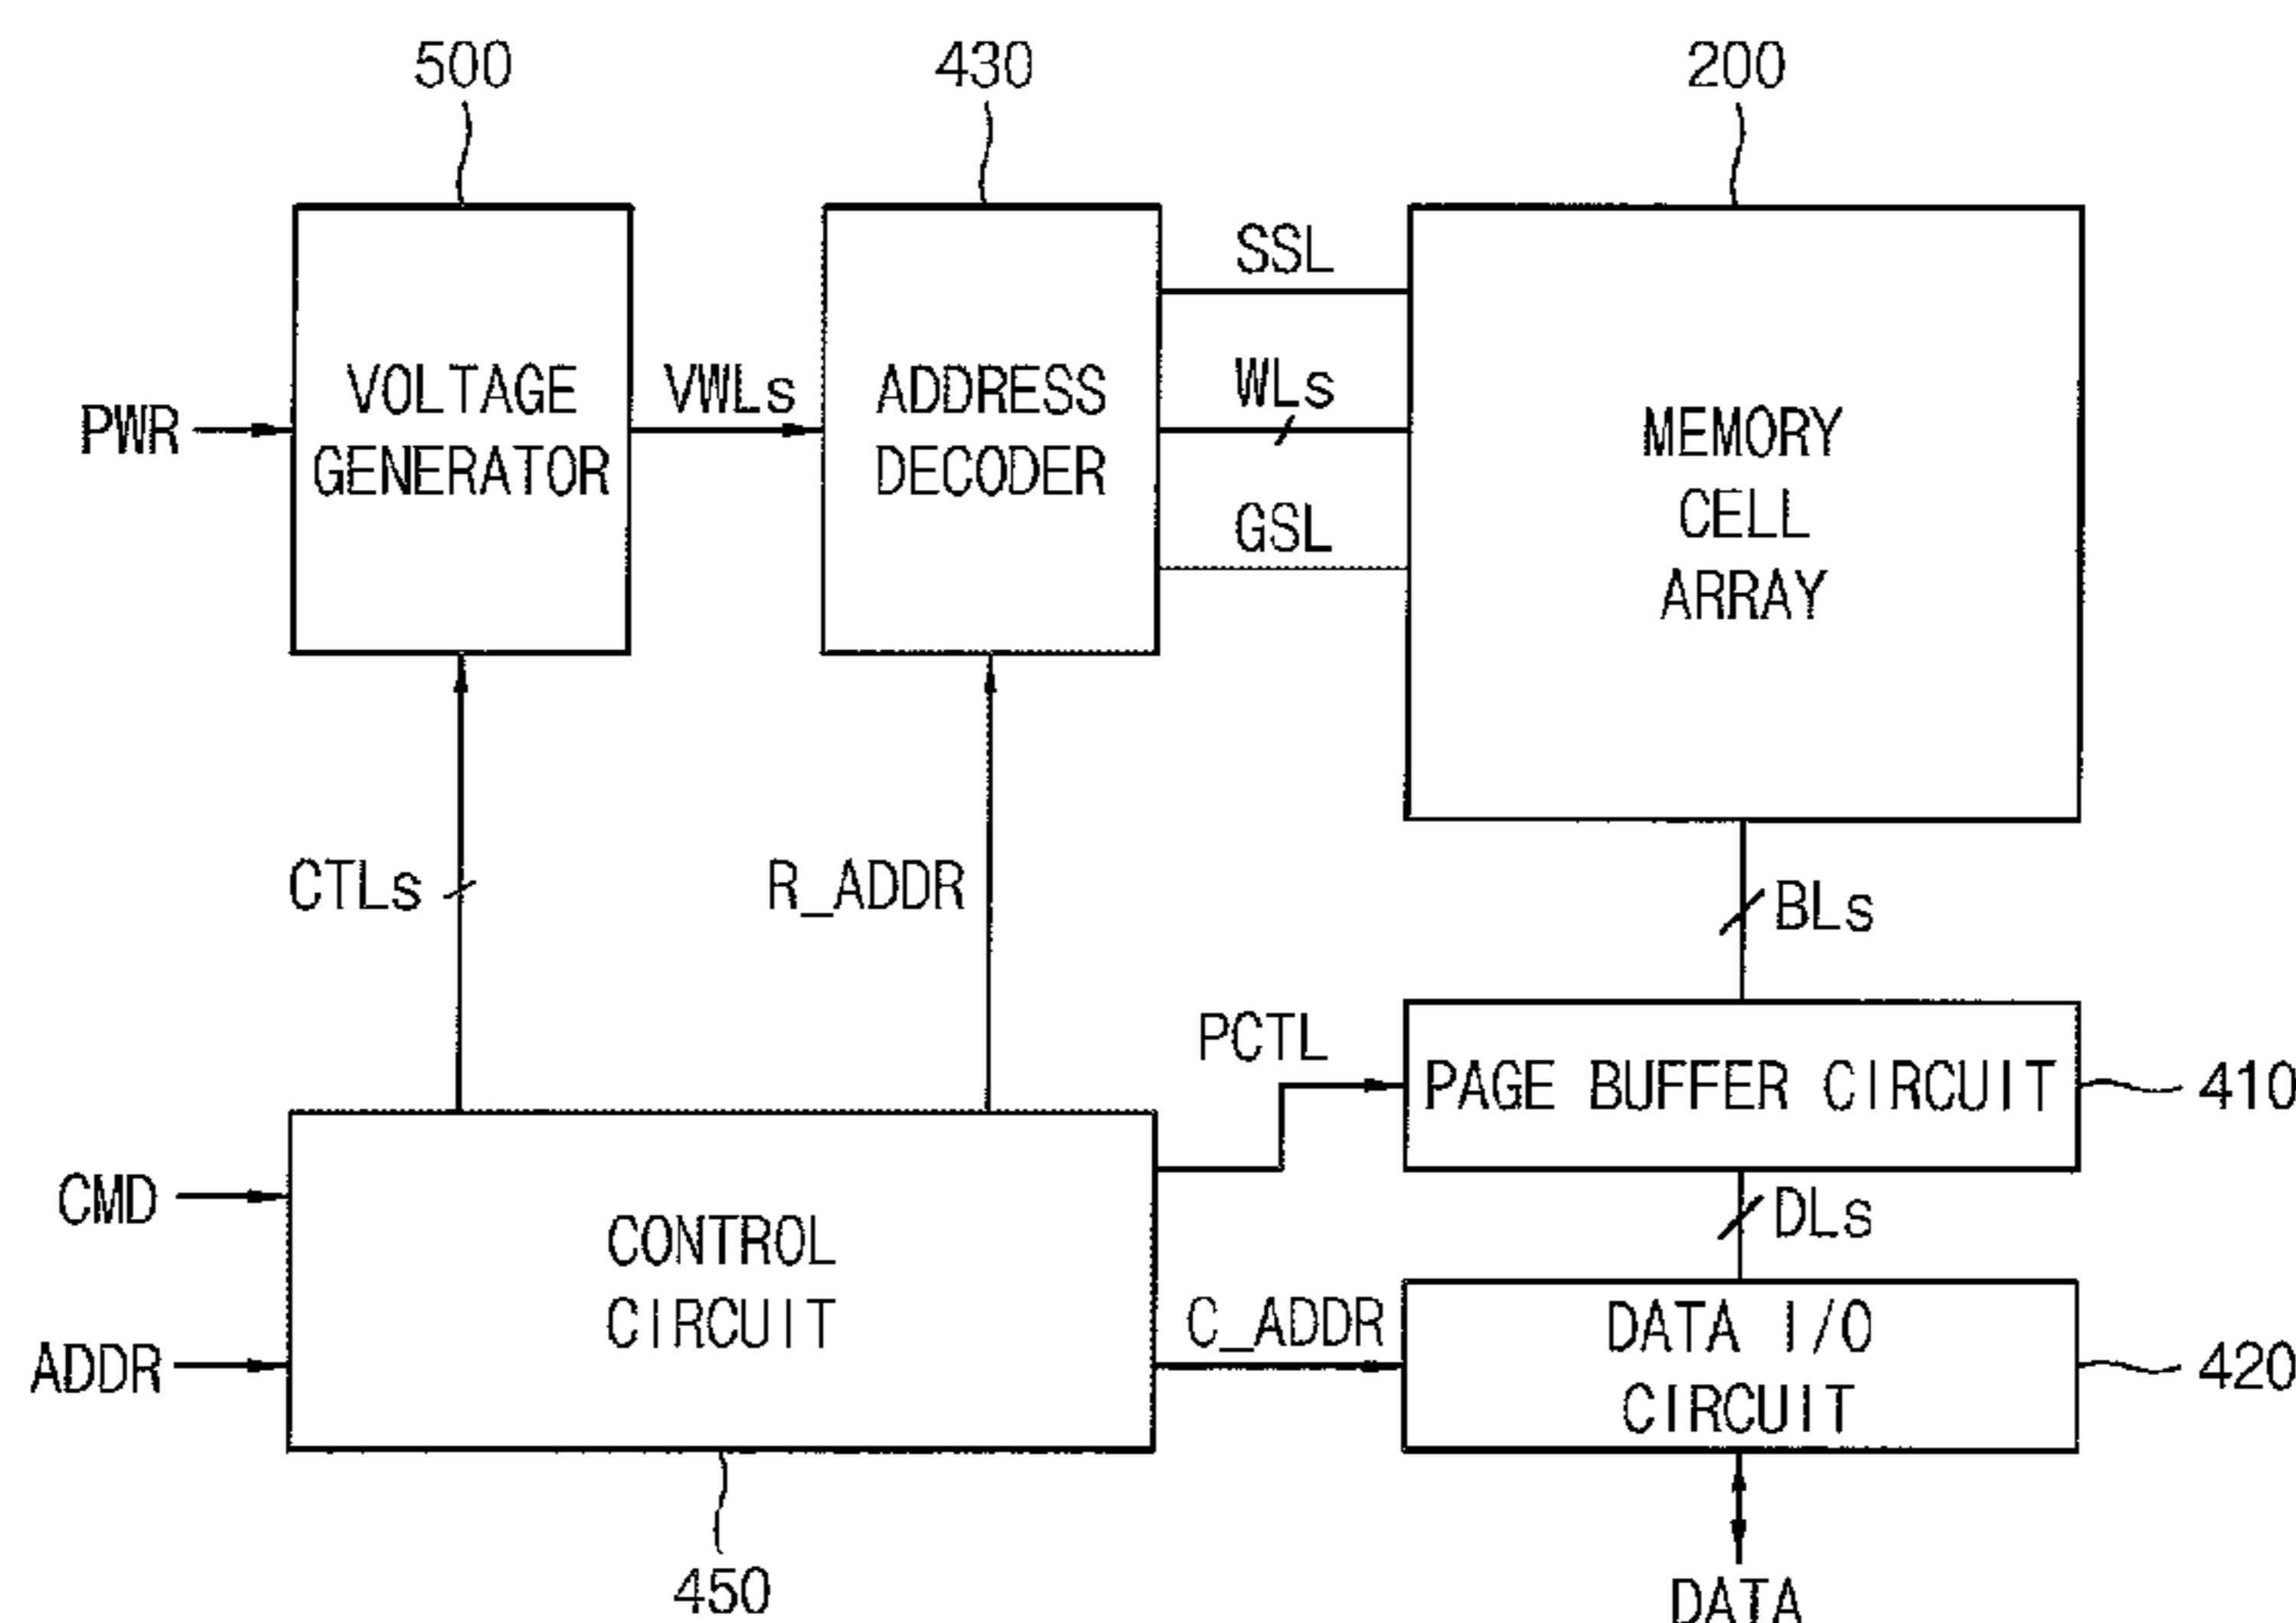 500
430
200
SSL
VOLTAGE
GENERATOR
VWLs
ADDRESS
DECODER
WLs
PWR
MEMORY
CELL
ARRAY
GSL
CTLs
R_ADDR
BLs
PCTL
PAGE BUFFER CIRCUIT
410
CMD
DLs
CONTROL
CIRCUIT
C_ADDR
DATA I/O
CIRCUIT
420
ADDR
450
DATA